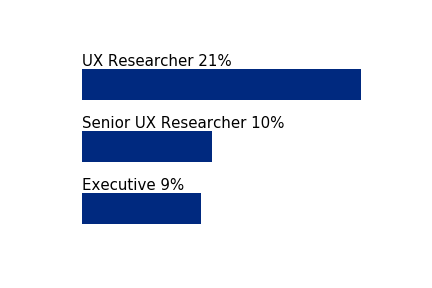 UX Researcher 21%
Senior UX Researcher 10%
Executive 9%